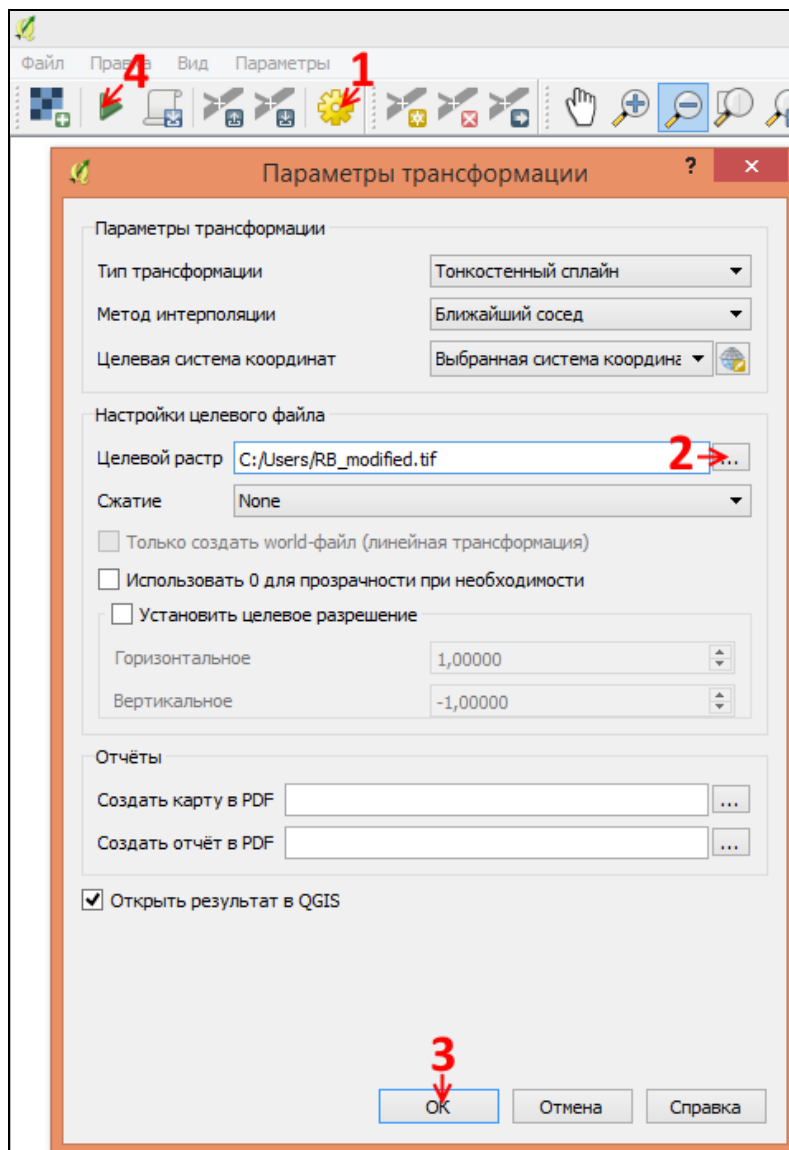 Файл Правка Вид Параметры
4
1
Параметры трансформации ? ×
Параметры трансформации
Тип трансформации Тонкостенный сплайн
Метод интерполяции Ближайший сосед
Целевая система координат Выбранная система координа
Настройки целевого файла
Целевой растр C:/Users/RB_modified.tif 2 ...
Сжатие None
Только создать world-файл (линейная трансформация)
Использовать 0 для прозрачности при необходимости
Установить целевое разрешение
Горизонтальное 1,00000
Вертикальное -1,00000
Отчёты
Создать карту в PDF ...
Создать отчёт в PDF ...
Открыть результат в QGIS
3
OK Отмена Справка